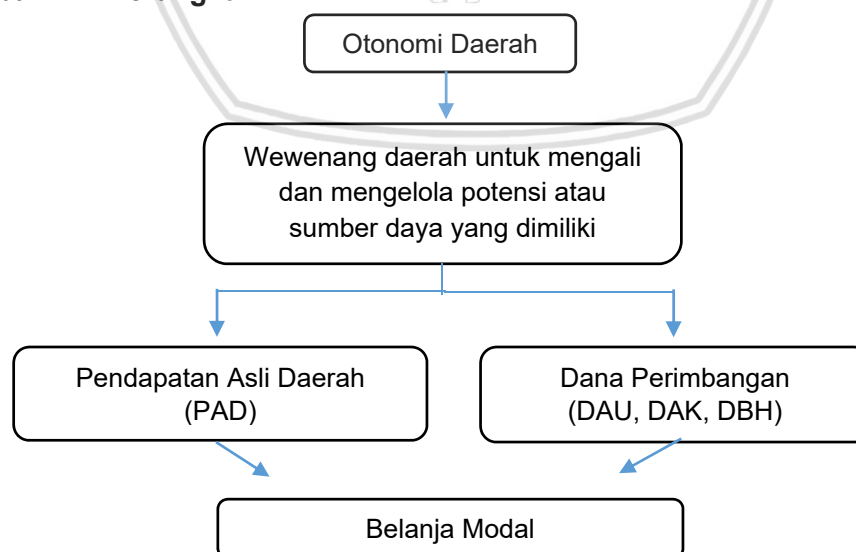 Otonomi Daerah
Wewenang daerah untuk mengali
dan mengelola potensi atau
sumber daya yang dimiliki
Pendapatan Asli Daerah
(PAD)
Dana Perimbangan
(DAU, DAK, DBH)
Belanja Modal